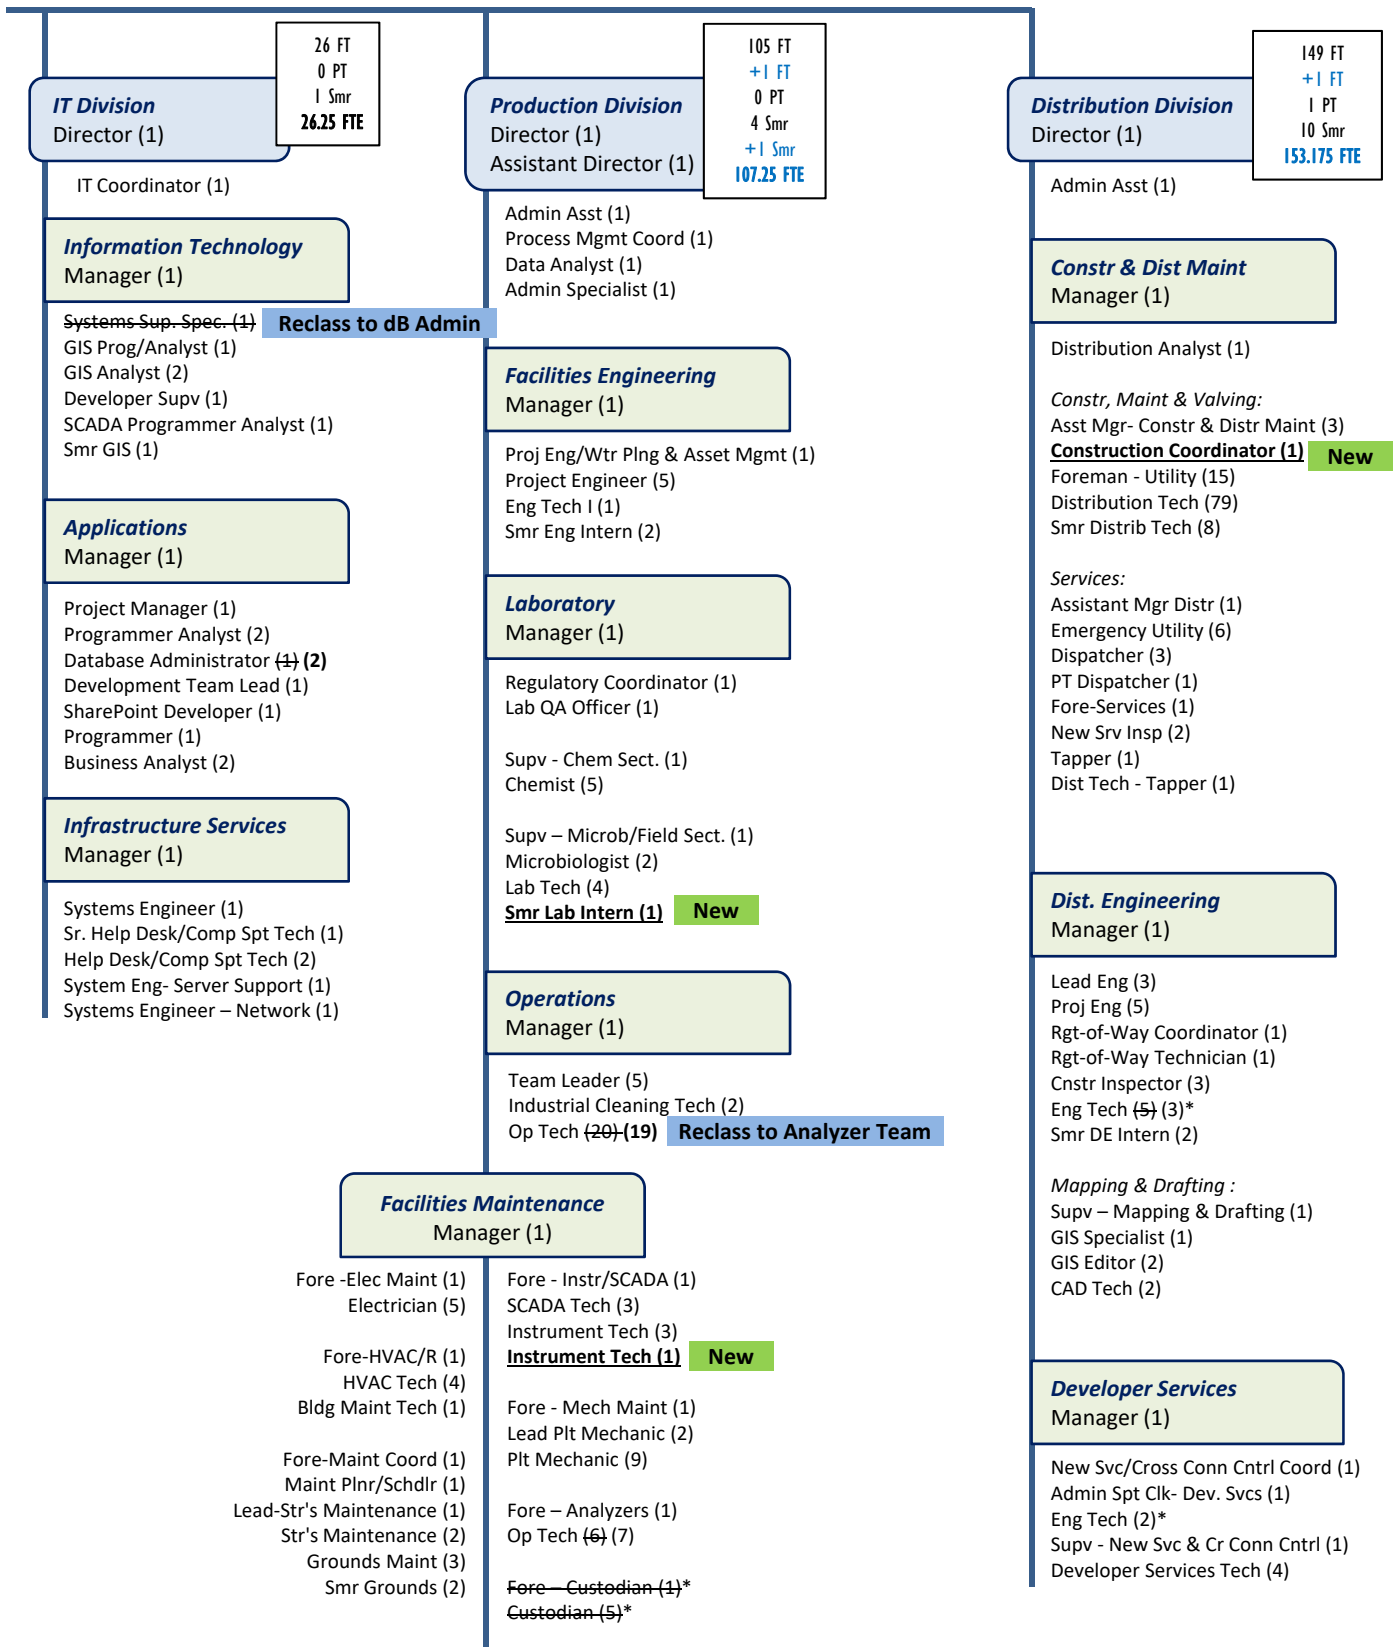 26 FT
0 PT
1 Smr
26.25 FTE
IT Division
Director (1)
IT Coordinator (1)
Information Technology
Manager (1)
Systems Sup. Spec. (1) Reclass to dB Admin
GIS Prog/Analyst (1)
GIS Analyst (2)
Developer Supv (1)
SCADA Programmer Analyst (1)
Smr GIS (1)
Applications
Manager (1)
Project Manager (1)
Programmer Analyst (2)
Database Administrator (1) (2)
Development Team Lead (1)
SharePoint Developer (1)
Programmer (1)
Business Analyst (2)
Infrastructure Services
Manager (1)
Systems Engineer (1)
Sr. Help Desk/Comp Spt Tech (1)
Help Desk/Comp Spt Tech (2)
System Eng- Server Support (1)
Systems Engineer – Network (1)
105 FT
+1 FT
0 PT
4 Smr
+1 Smr
107.25 FTE
Production Division
Director (1)
Assistant Director (1)
Admin Asst (1)
Process Mgmt Coord (1)
Data Analyst (1)
Admin Specialist (1)
Facilities Engineering
Manager (1)
Proj Eng/Wtr Plng & Asset Mgmt (1)
Project Engineer (5)
Eng Tech I (1)
Smr Eng Intern (2)
Laboratory
Manager (1)
Regulatory Coordinator (1)
Lab QA Officer (1)
Supv - Chem Sect. (1)
Chemist (5)
Supv – Microb/Field Sect. (1)
Microbiologist (2)
Lab Tech (4)
Smr Lab Intern (1) New
Operations
Manager (1)
Team Leader (5)
Industrial Cleaning Tech (2)
Op Tech (20) (19) Reclass to Analyzer Team
Facilities Maintenance
Manager (1)
Fore -Elec Maint (1)
Electrician (5)
Fore-HVAC/R (1)
HVAC Tech (4)
Bldg Maint Tech (1)
Fore-Maint Coord (1)
Maint Plnr/Schdlr (1)
Lead-Str's Maintenance (1)
Str's Maintenance (2)
Grounds Maint (3)
Smr Grounds (2)
Fore - Instr/SCADA (1)
SCADA Tech (3)
Instrument Tech (3)
Instrument Tech (1) New
Fore - Mech Maint (1)
Lead Plt Mechanic (2)
Plt Mechanic (9)
Fore – Analyzers (1)
Op Tech (6) (7)
Fore – Custodian (1)*
Custodian (5)*
149 FT
+1 FT
1 PT
10 Smr
153.175 FTE
Distribution Division
Director (1)
Admin Asst (1)
Constr & Dist Maint
Manager (1)
Distribution Analyst (1)
Constr, Maint & Valving:
Asst Mgr- Constr & Distr Maint (3)
Construction Coordinator (1) New
Foreman - Utility (15)
Distribution Tech (79)
Smr Distrib Tech (8)
Services:
Assistant Mgr Distr (1)
Emergency Utility (6)
Dispatcher (3)
PT Dispatcher (1)
Fore-Services (1)
New Srv Insp (2)
Tapper (1)
Dist Tech - Tapper (1)
Dist. Engineering
Manager (1)
Lead Eng (3)
Proj Eng (5)
Rgt-of-Way Coordinator (1)
Rgt-of-Way Technician (1)
Cnstr Inspector (3)
Eng Tech (5) (3)*
Smr DE Intern (2)
Mapping & Drafting :
Supv – Mapping & Drafting (1)
GIS Specialist (1)
GIS Editor (2)
CAD Tech (2)
Developer Services
Manager (1)
New Svc/Cross Conn Cntrl Coord (1)
Admin Spt Clk- Dev. Svcs (1)
Eng Tech (2)*
Supv - New Svc & Cr Conn Cntrl (1)
Developer Services Tech (4)